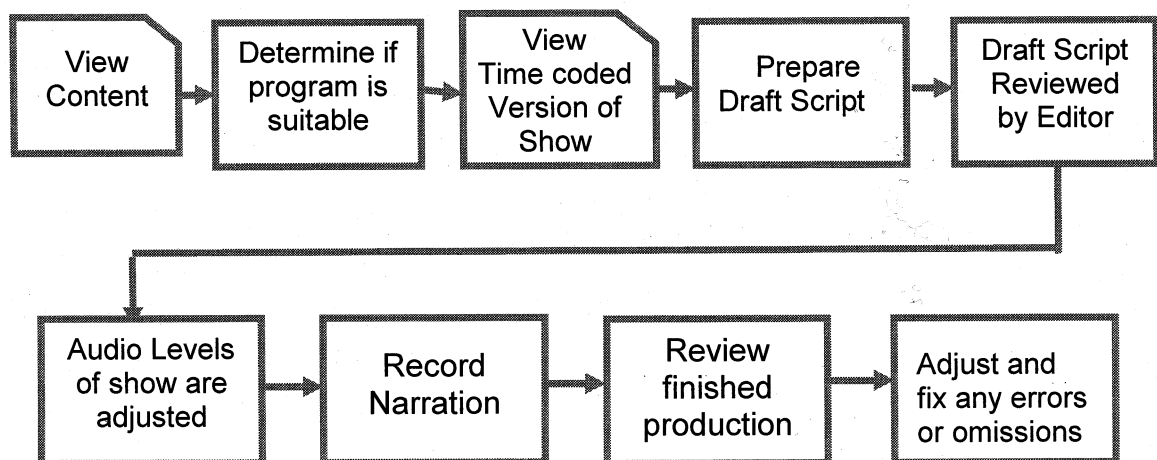 View
Content
Determine if
program is
suitable
View
Time coded
Version of
Show
Prepare
Draft Script
Draft Script
Reviewed
by Editor
Audio Levels
of show are
adjusted
Record
Narration
Review
finished
production
Adjust and
fix any errors
or omissions